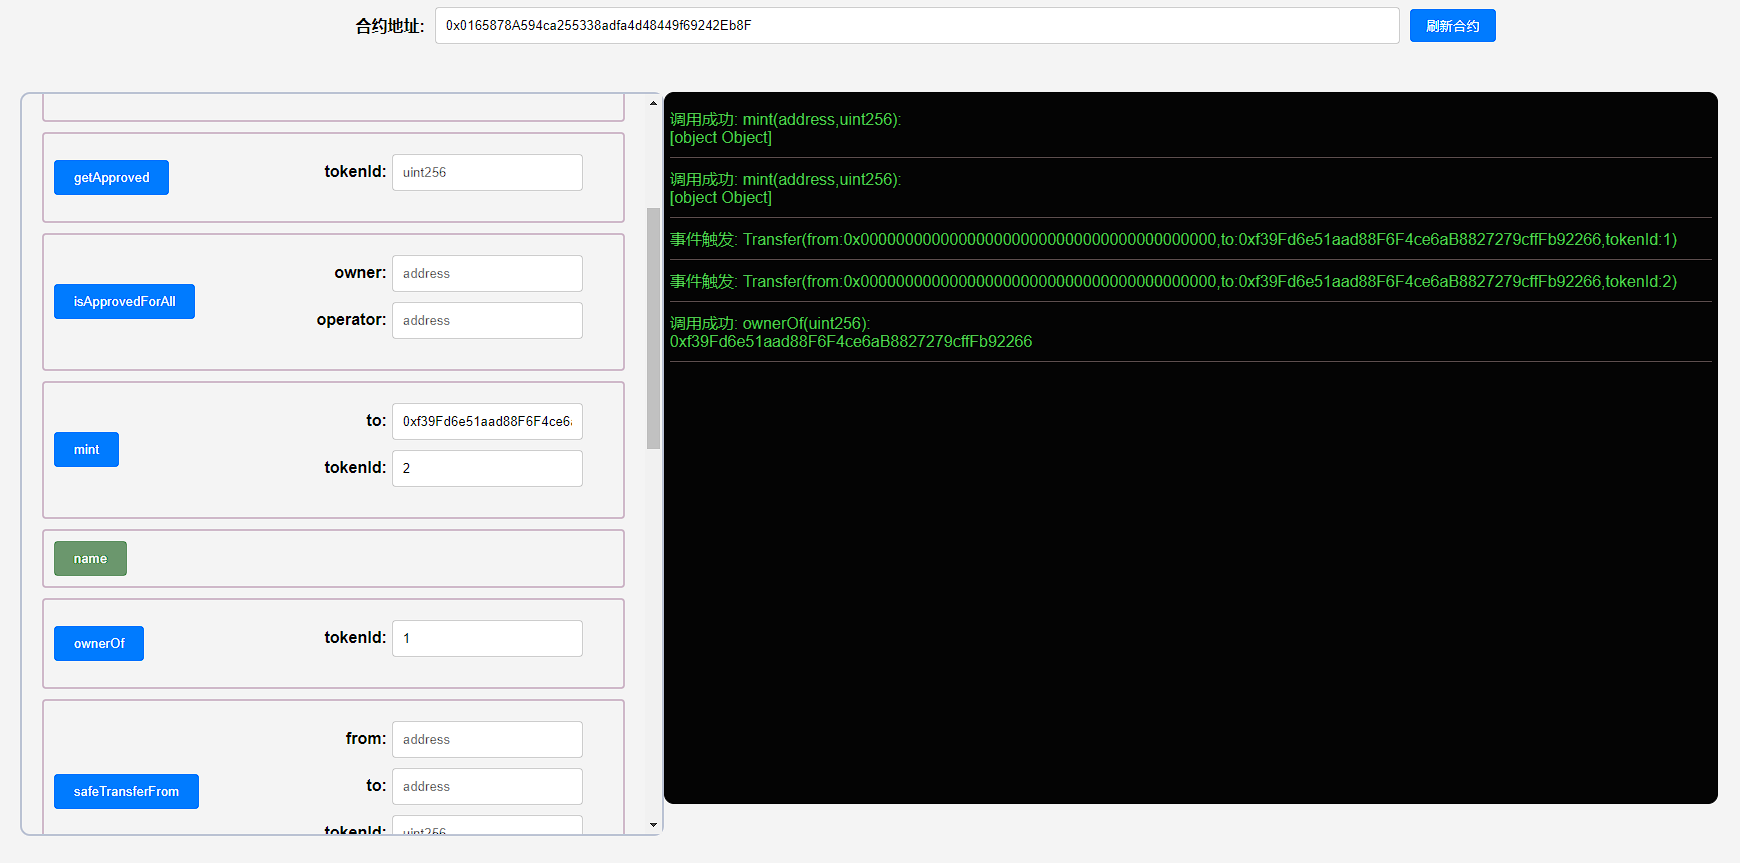 合约地址: 0x0165878A594ca255338adfa4d48449f69242Eb8F 刷新合约
getApproved tokenId: uint256
owner: address
isApprovedForAll
operator: address
to: 0xf39Fd6e51aad88F6F4ce6a
mint
tokenId: 2
name
ownerOf tokenId: 1
from: address
to: address
safeTransferFrom
tokenId: uint256
调用成功: mint(address,uint256):
[object Object]
调用成功: mint(address,uint256):
[object Object]
事件触发: Transfer(from:0x0000000000000000000000000000000000000000,to:0xf39Fd6e51aad88F6F4ce6aB8827279cffFb92266,tokenId:1)
事件触发: Transfer(from:0x0000000000000000000000000000000000000000,to:0xf39Fd6e51aad88F6F4ce6aB8827279cffFb92266,tokenId:2)
调用成功: ownerOf(uint256):
0xf39Fd6e51aad88F6F4ce6aB8827279cffFb92266